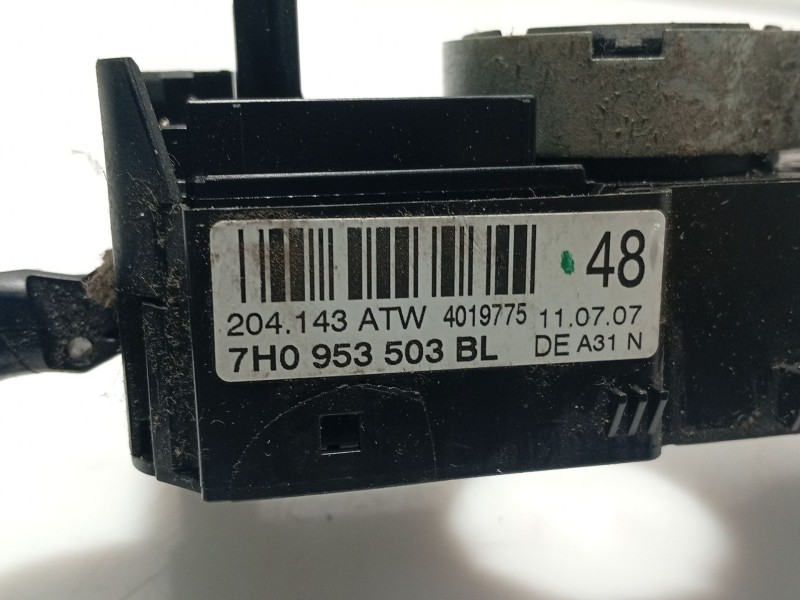 48
204.143 ATW 4019775 11.07.07
7H0 953 503 BL DE A31 N